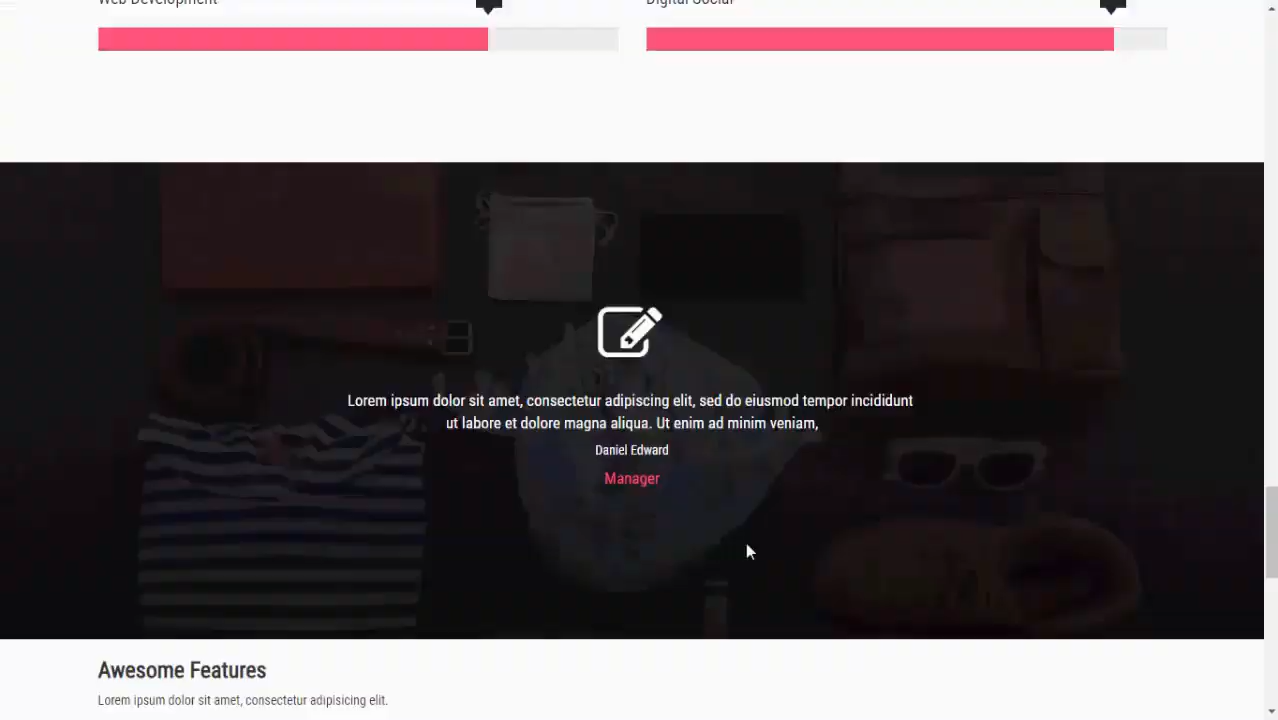 Web Development
Digital Social
Lorem ipsum dolor sit amet, consectetur adipiscing elit, sed do eiusmod tempor incididunt
ut labore et dolore magna aliqua. Ut enim ad minim veniam,
Daniel Edward
Manager
Awesome Features
Lorem ipsum dolor sit amet, consectetur adipisicing elit.